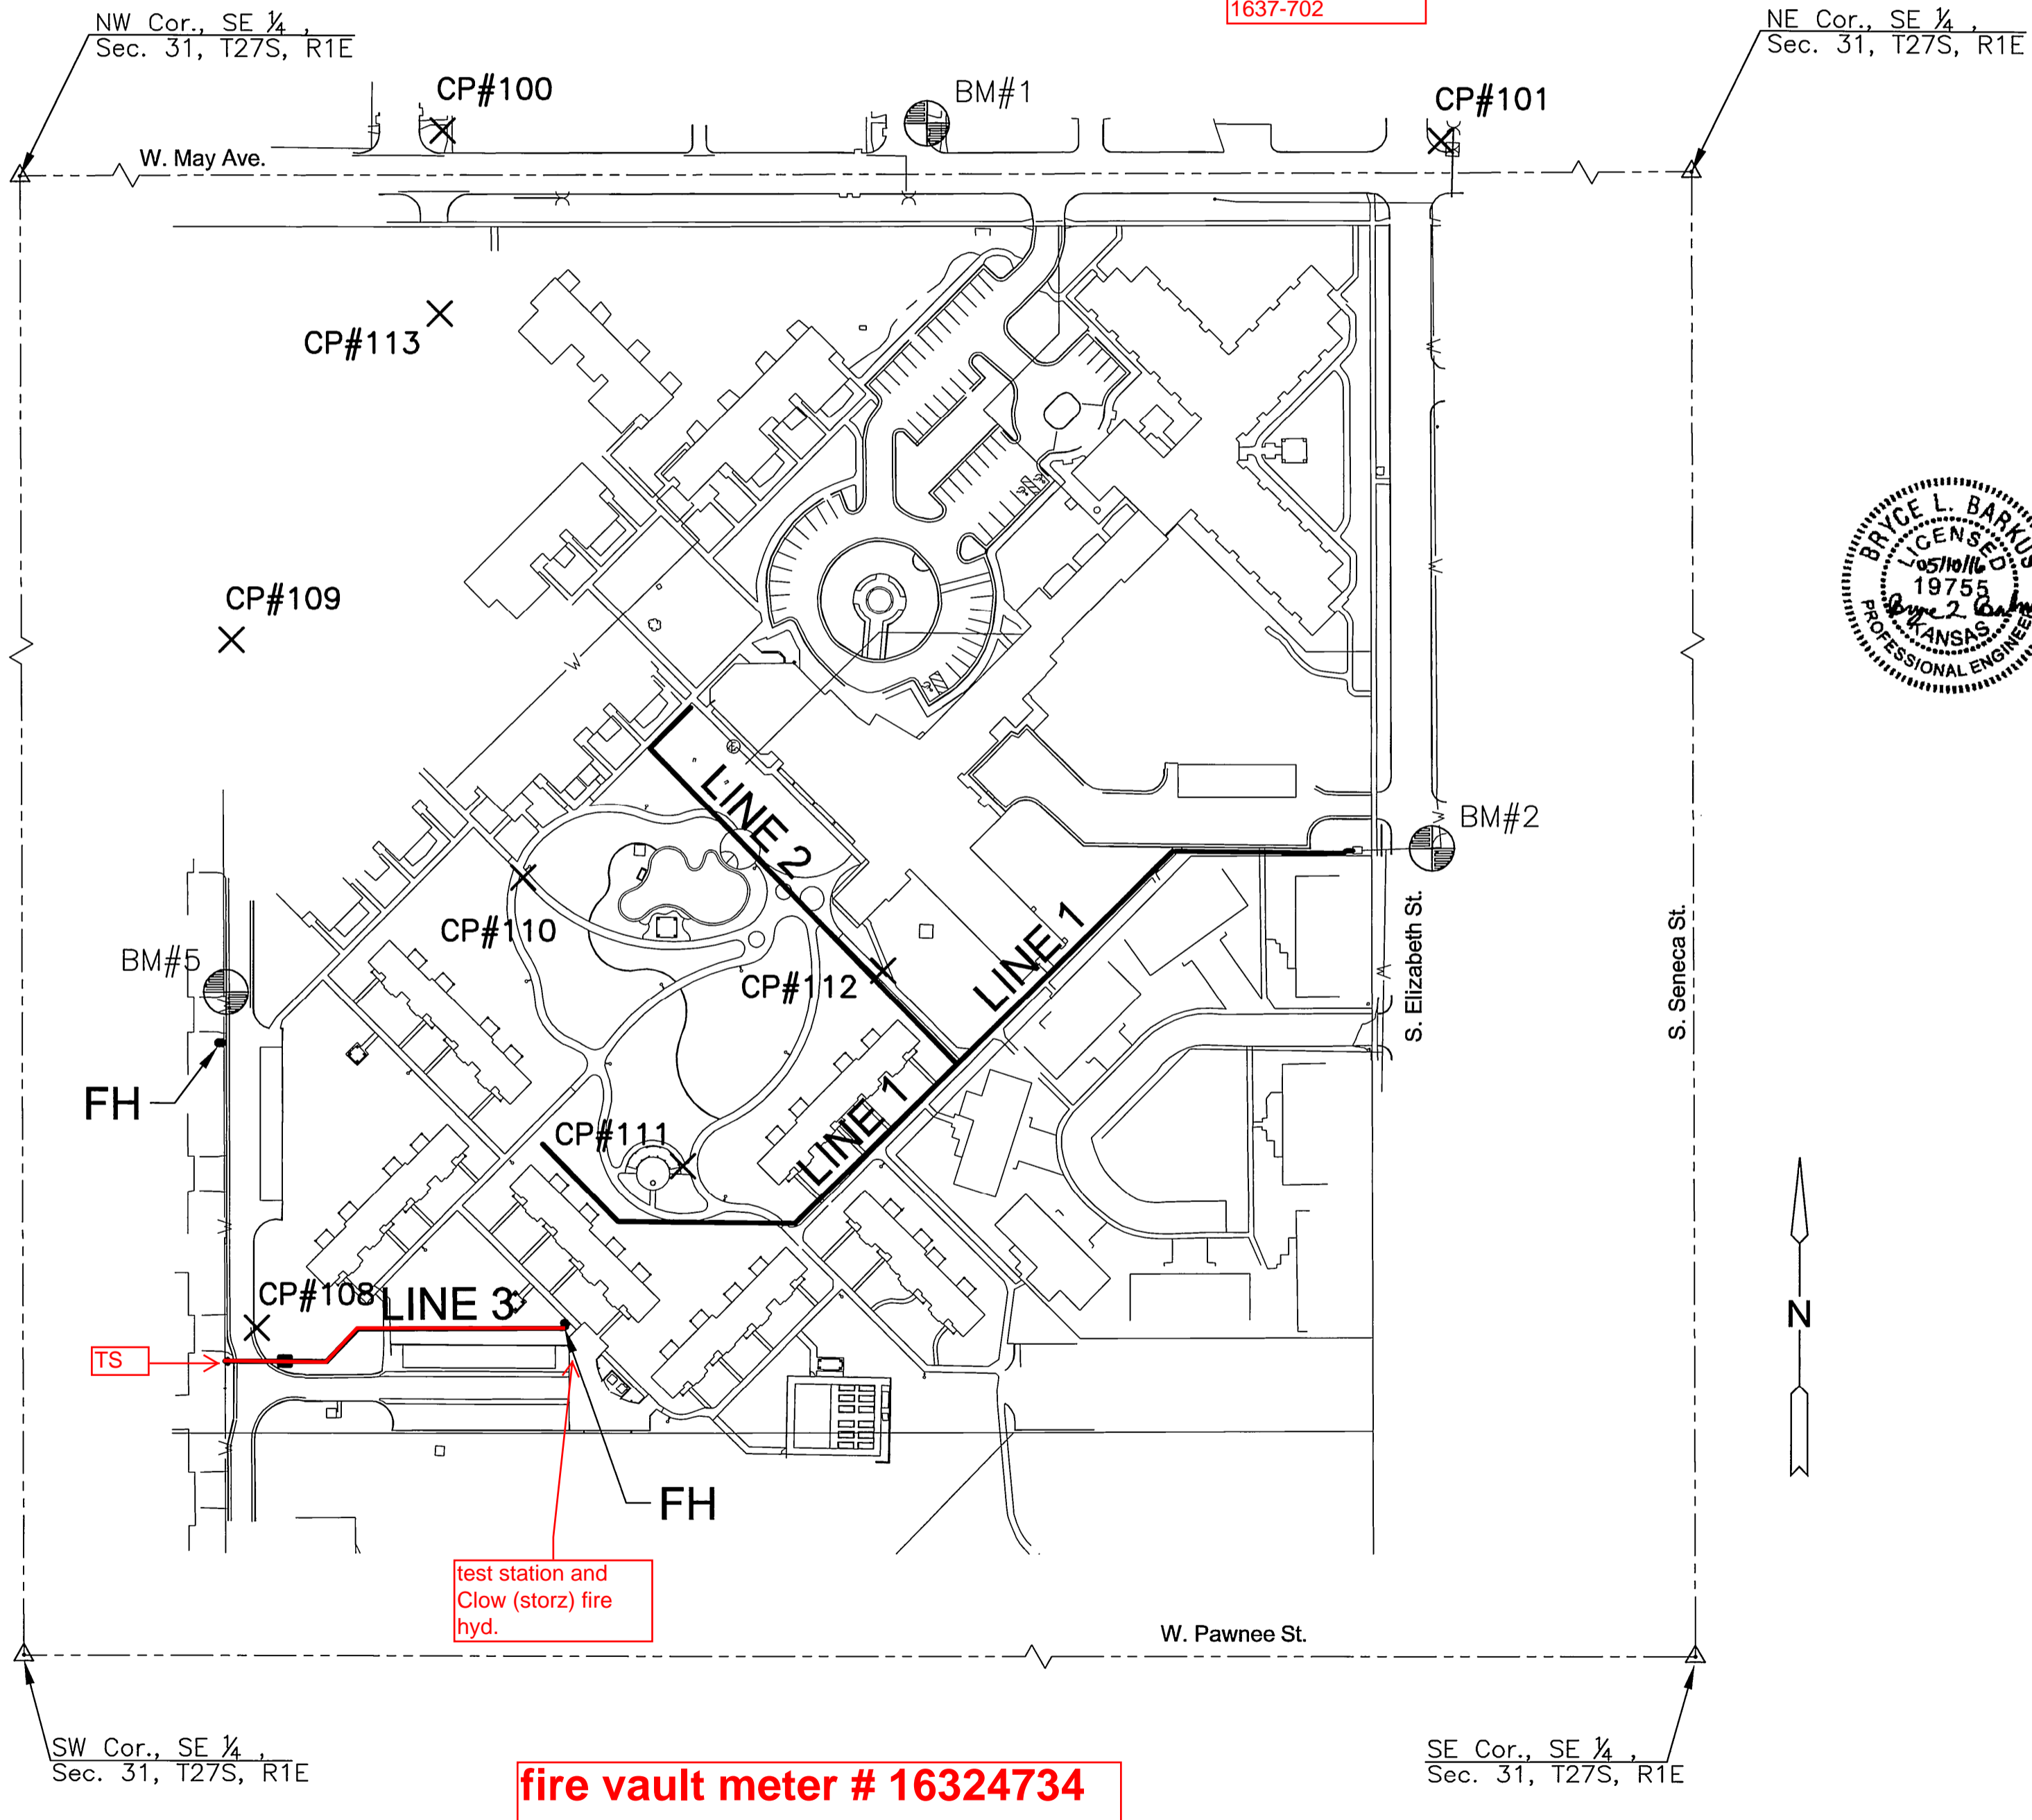 1637-702
NW Cor., SE ¼ ,
Sec. 31, T27S, R1E
NE Cor., SE ¼ ,
Sec. 31, T27S, R1E
CP#100
BM#1
CP#101
W. May Ave.
CP#113
BRYCE L. BARKUS
LICENSED
05/10/16
19755
KANSAS
PROFESSIONAL ENGINEER
CP#109
W
W
W
LINE 2
W
BM#2
CP#110
BM#5
CP#112
LINE 1
W
S. Elizabeth St.
S. Seneca St.
FH
LINE 1
CP#111
W
CP#108
LINE 3
N
TS
W
FH
test station and
Clow (storz) fire
hyd.
W. Pawnee St.
SW Cor., SE ¼ ,
Sec. 31, T27S, R1E
SE Cor., SE ¼ ,
Sec. 31, T27S, R1E
fire vault meter # 16324734